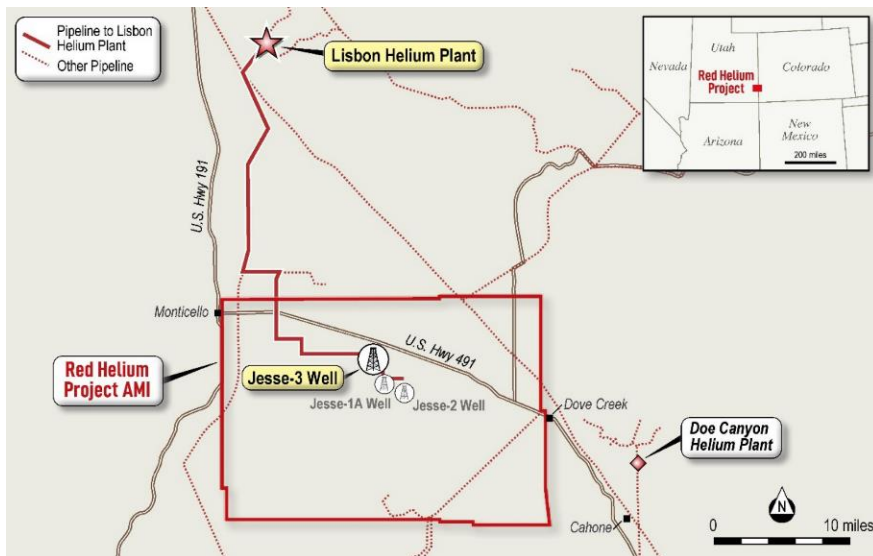 Pipeline to Lisbon
Helium Plant
Other Pipeline
Lisbon Helium Plant
Utah
Nevada
Colorado
Red Helium
Project
Arizona
New
Mexico
200 miles
U.S. Hwy 191
Monticello
U.S. Hwy 491
Red Helium
Project AMI
Jesse-3 Well
Jesse-1A Well
Jesse-2 Well
Dove Creek
Doe Canyon
Helium Plant
Cahone
N
0 10 miles